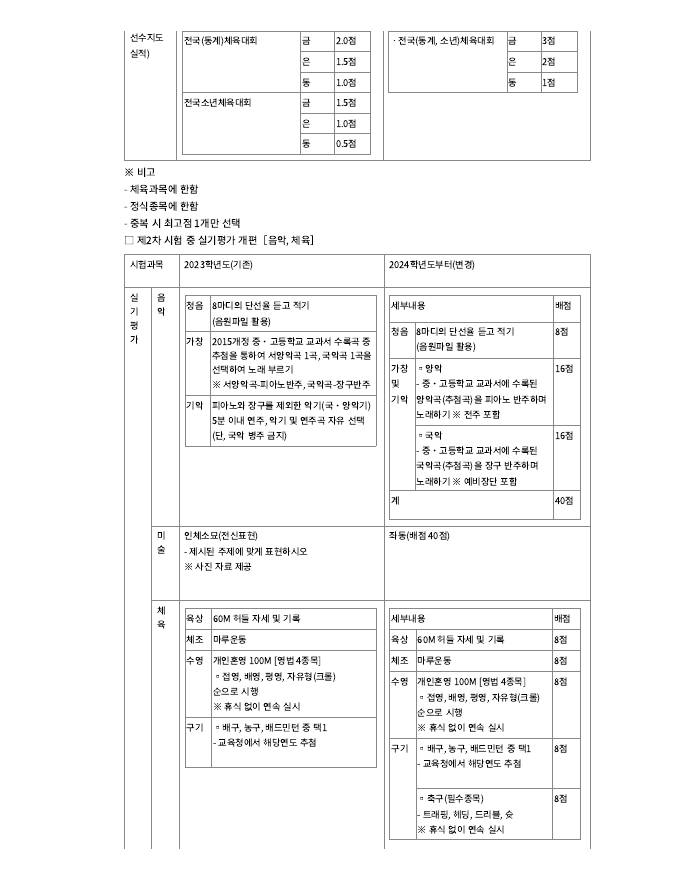 선수지도
실적)
전국(동계)체육대회
금 2.0점
은 1.5점
동 1.0점
전국소년체육대회
금 1.5점
은 1.0점
동 0.5점
· 전국(동계, 소년)체육대회
금 3점
은 2점
동 1점
※ 비고
- 체육과목에 한함
- 정식종목에 한함
- 중복 시 최고점 1개만 선택
□ 제2차 시험 중 실기평가 개편 [음악, 체육]
시험과목 2023학년도(기존) 2024학년도부터(변경)
실
기
평
가
음
악
청음 8마디의 단선율 듣고 적기
(음원파일 활용)
가창 2015개정 중・고등학교 교과서 수록곡 중
추첨을 통하여 서양악곡 1곡, 국악곡 1곡을
선택하여 노래 부르기
※ 서양악곡-피아노반주, 국악곡-장구반주
기악 피아노와 장구를 제외한 악기(국・양악기)
5분 이내 연주, 악기 및 연주곡 자유 선택
(단, 국악 병주 금지)
세부내용 배점
청음 8마디의 단선율 듣고 적기 8점
(음원파일 활용)
가창
및
기악
▫양악 16점
- 중・고등학교 교과서에 수록된
양악곡(추첨곡)을 피아노 반주하며
노래하기 ※ 전주 포함
▫국악 16점
- 중・고등학교 교과서에 수록된
국악곡(추첨곡)을 장구 반주하며
노래하기 ※ 예비장단 포함
계 40점
미
술
인체소묘(전신표현)
- 제시된 주제에 맞게 표현하시오
※ 사진 자료 제공
좌동(배점 40점)
체
육
육상 60M 허들 자세 및 기록
체조 마루운동
수영 개인혼영 100M [영법 4종목]
▫접영, 배영, 평영, 자유형(크롤)
순으로 시행
※ 휴식 없이 연속 실시
구기 ▫배구, 농구, 배드민턴 중 택1
- 교육청에서 해당연도 추첨
세부내용 배점
육상 60M 허들 자세 및 기록 8점
체조 마루운동 8점
수영 개인혼영 100M [영법 4종목] 8점
▫접영, 배영, 평영, 자유형(크롤)
순으로 시행
※ 휴식 없이 연속 실시
구기 ▫배구, 농구, 배드민턴 중 택1 8점
- 교육청에서 해당연도 추첨
▫축구(필수종목) 8점
- 트래핑, 헤딩, 드리블, 슛
※ 휴식 없이 연속 실시